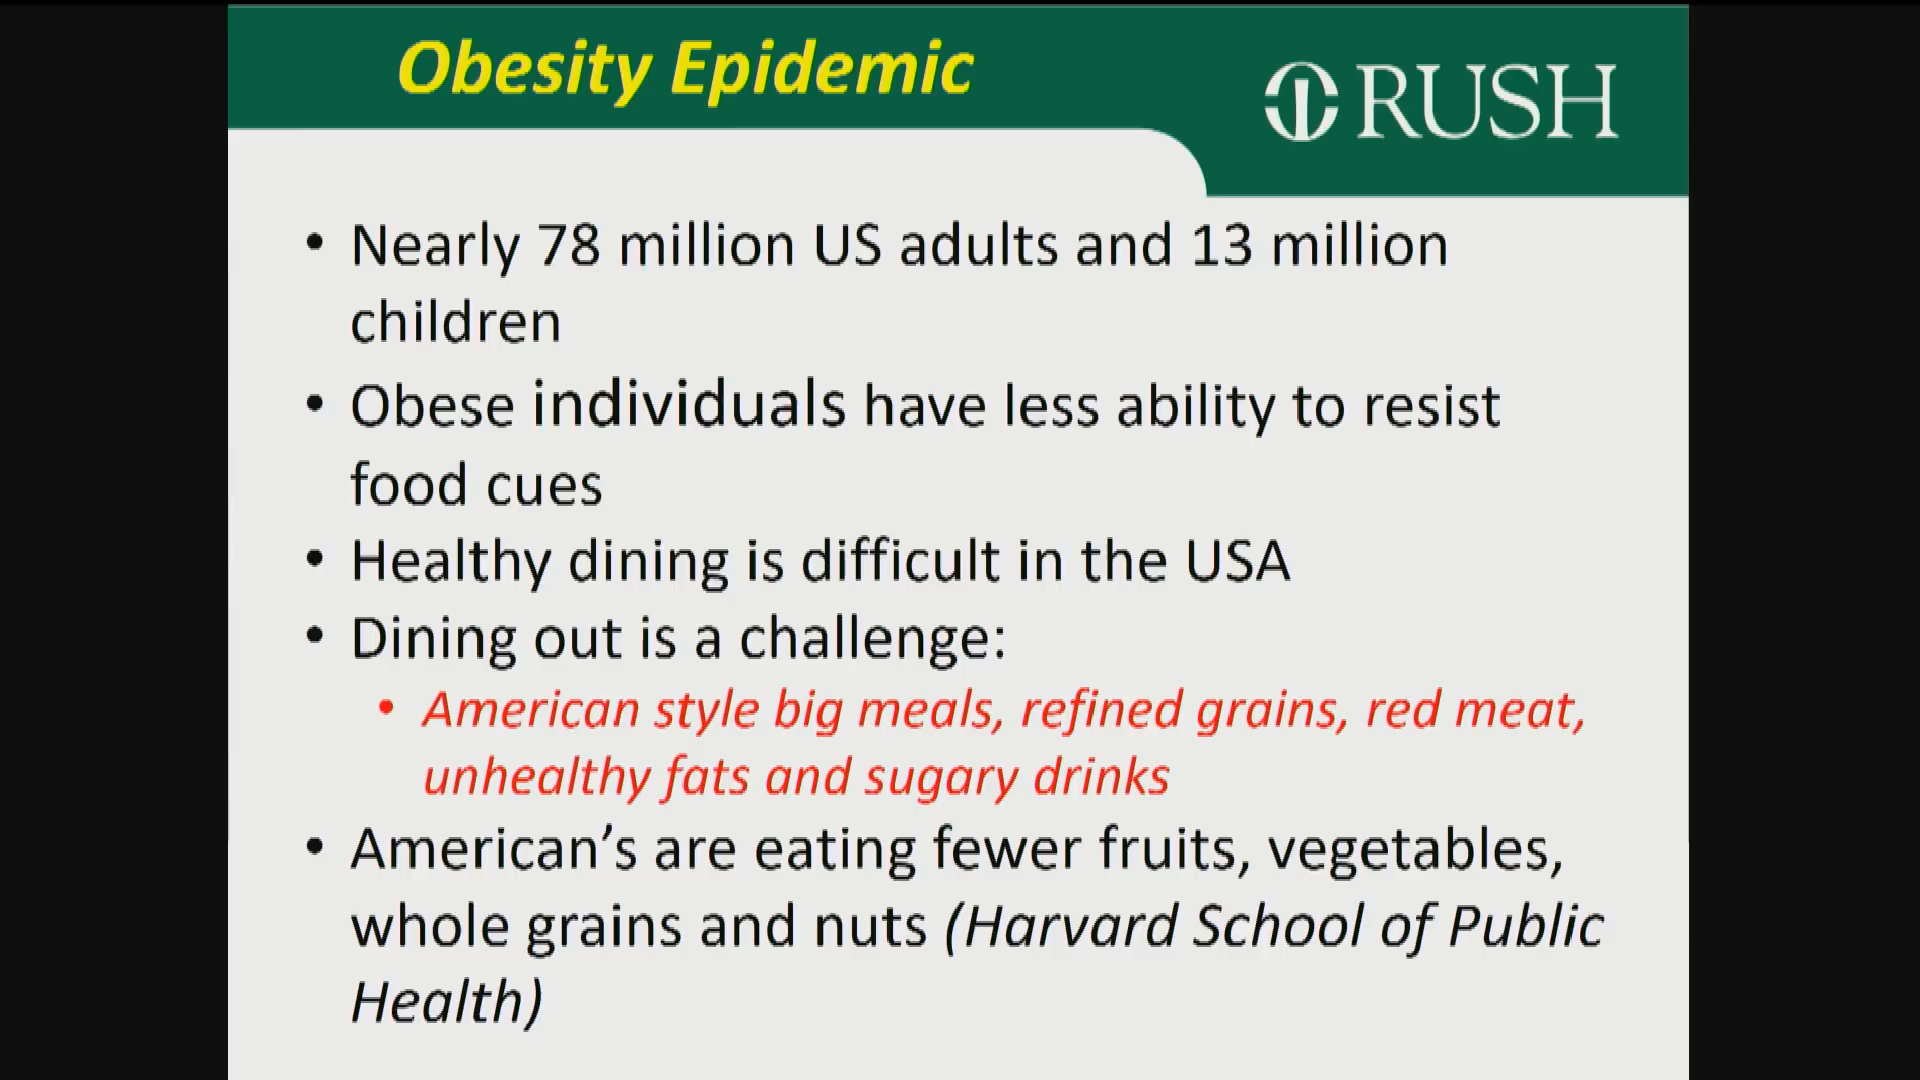 Obesity Epidemic
RUSH
• Nearly 78 million US adults and 13 million
children
• Obese individuals have less ability to resist
food cues
• Healthy dining is difficult in the USA
• Dining out is a challenge:
• American style big meals, refined grains, red meat,
unhealthy fats and sugary drinks
• American’s are eating fewer fruits, vegetables,
whole grains and nuts (Harvard School of Public
Health)